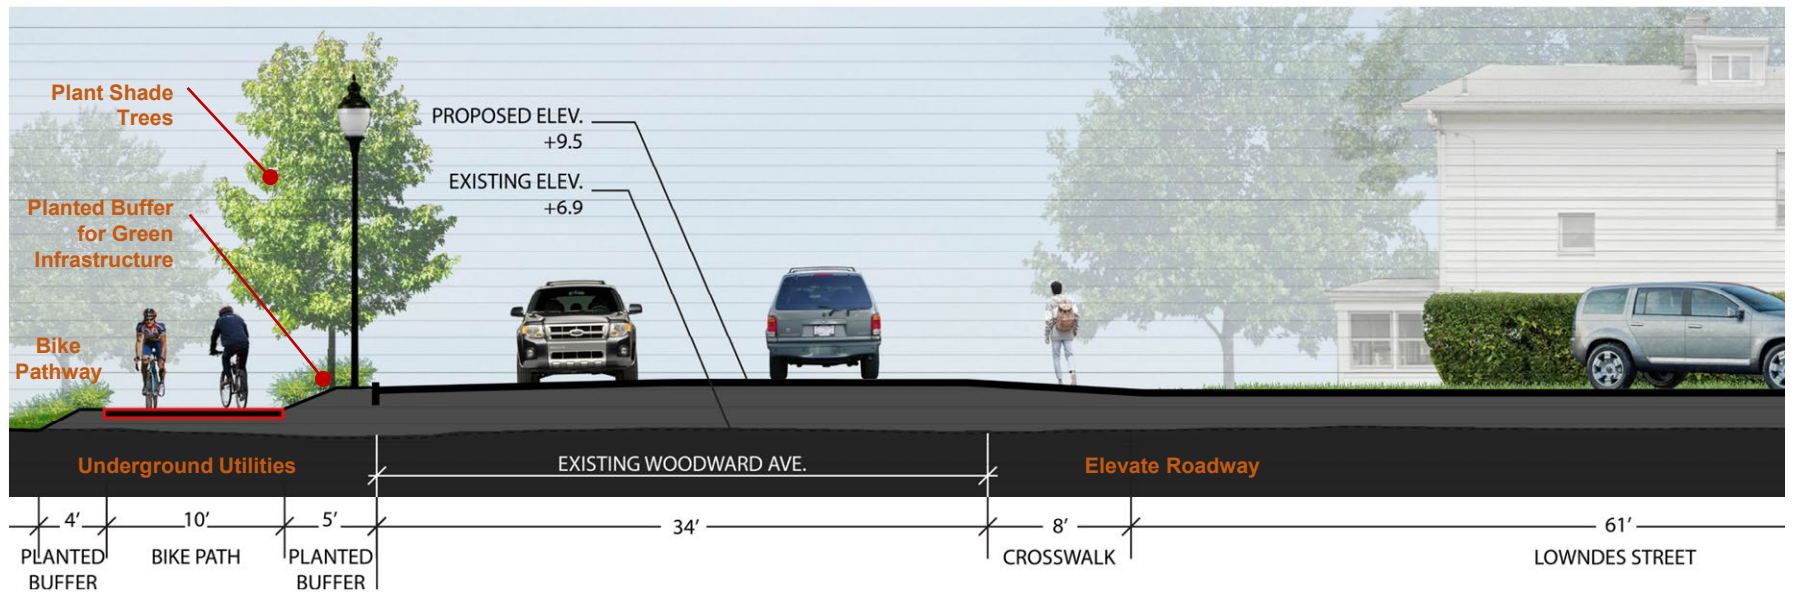 Plant Shade
Trees
PROPOSED ELEV.
+9.5
EXISTING ELEV.
+6.9
Planted Buffer
for Green
Infrastructure
Bike
Pathway
Underground Utilities
EXISTING WOODWARD AVE.
Elevate Roadway
4’ 10’ 5’ 34’ 8’ 61’
PLANTED
BUFFER
BIKE PATH
PLANTED
BUFFER
CROSSWALK
LOWNDES STREET